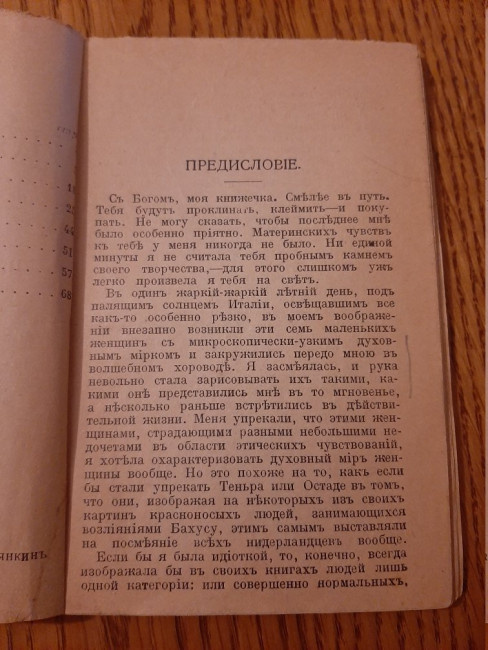 1
22
44
51
57
68
никинъ.
ПРЕДИСЛОВІЕ.
Съ Богомъ, моя книжечка. Смѣлѣе въ путь.
Тебя будутъ проклинать, клеймить—и поку-
пать. Не могу сказать, чтобы послѣднее мнѣ
было особенно пріятно. Материнскихъ чувствъ
къ тебѣ у меня никогда не было. Ни единой
минуты я не считала тебя пробнымъ камнемъ
своего творчества,—для этого слишкомъ ужъ
легко произвела я тебя на свѣтъ.
Въ одинъ жаркій-жаркій лѣтній день, подъ
палящимъ солнцемъ Италіи, освѣщавшимъ все
какъ-то особенно рѣзко, въ моемъ воображе-
ніи внезапно возникли эти семь маленькихъ
женщинъ съ микроскопически-узкимъ духов-
нымъ міркомъ и закружились передо мною въ
волшебномъ хороводѣ. Я засмѣялась, и рука
невольно стала зарисовывать ихъ такими, ка-
кими онѣ представились мнѣ въ то мгновенье,
а нѣсколько раньше встрѣтились въ дѣйстви-
тельной жизни. Меня упрекали, что этими жен-
щинами, страдающими разными небольшими не-
дочетами въ области этическихъ чувствованій,
я хотѣла охарактеризовать духовный міръ жен-
щины вообще. Но это похоже на то, какъ если
бы стали упрекать Теньра или Остаде въ томъ,
что они, изображая на нѣкоторыхъ изъ своихъ
картинъ красноносыхъ людей, занимающихся
возліяніями Бахусу, этимъ самымъ выставляли
на посмѣяніе всѣхъ нидерландцевъ вообще.
Если бы я была идіоткой, то, конечно, всегда
изображала бы въ своихъ книгахъ людей лишь
одной категоріи: или совершенно нормальныхъ,